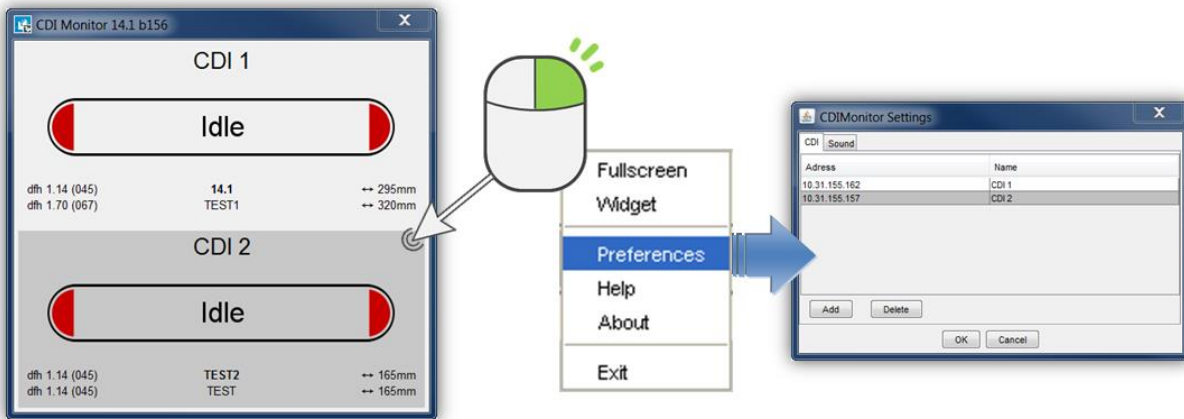 CDI Monitor 14.1 b156
X
CDI 1
Idle
dfh 1.14 (045) 14.1 ↔ 295mm
dfh 1.70 (067) TEST1 ↔ 320mm
CDI 2
Idle
dfh 1.14 (045) TEST2 ↔ 165mm
dfh 1.14 (045) TEST ↔ 165mm
Fullscreen
Widget
Preferences
Help
About
Exit
CDIMonitor Settings
X
CDI Sound
Adress Name
10.31.155.162 CDI 1
10.31.155.157 CDI 2
Add Delete
OK Cancel